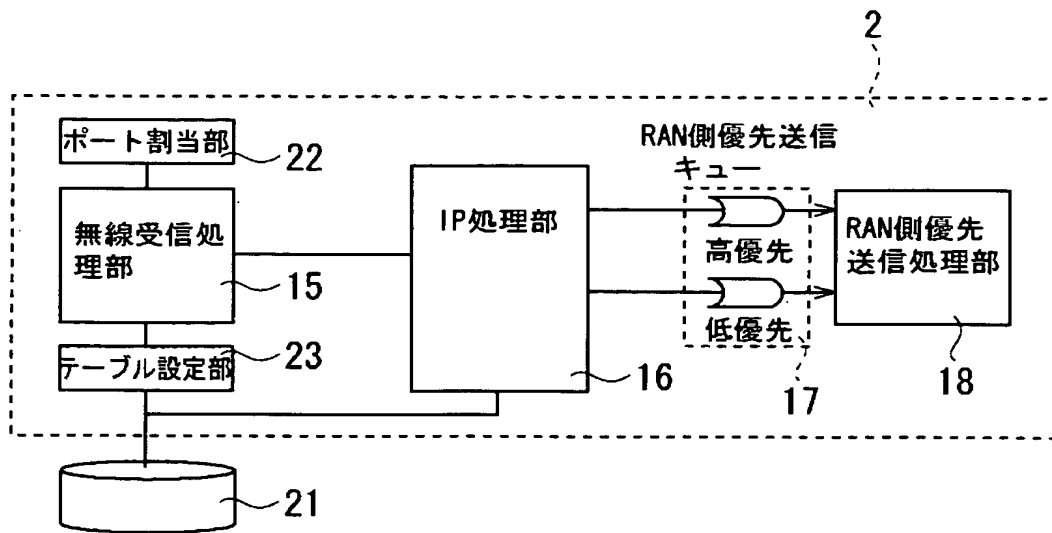 2
ポート割当部
22
RAN側優先送信
キュー
無線受信処
理部
15
IP処理部
16
高優先
低優先
17
RAN側優先
送信処理部
18
テーブル設定部
23
21